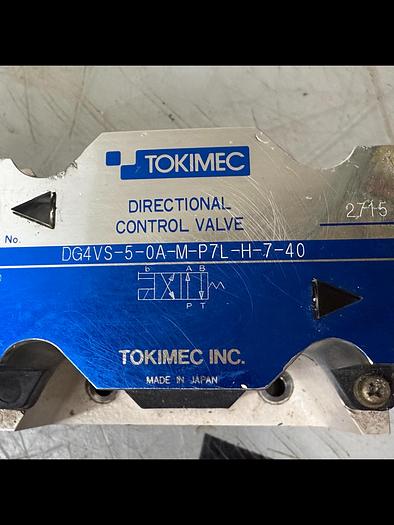 TOKIMEC
DIRECTIONAL
CONTROL VALVE
2715
No.
DG4VS-5-0A-M-P7L-H-7-40
b A B
P T
TOKIMEC INC.
MADE IN JAPAN